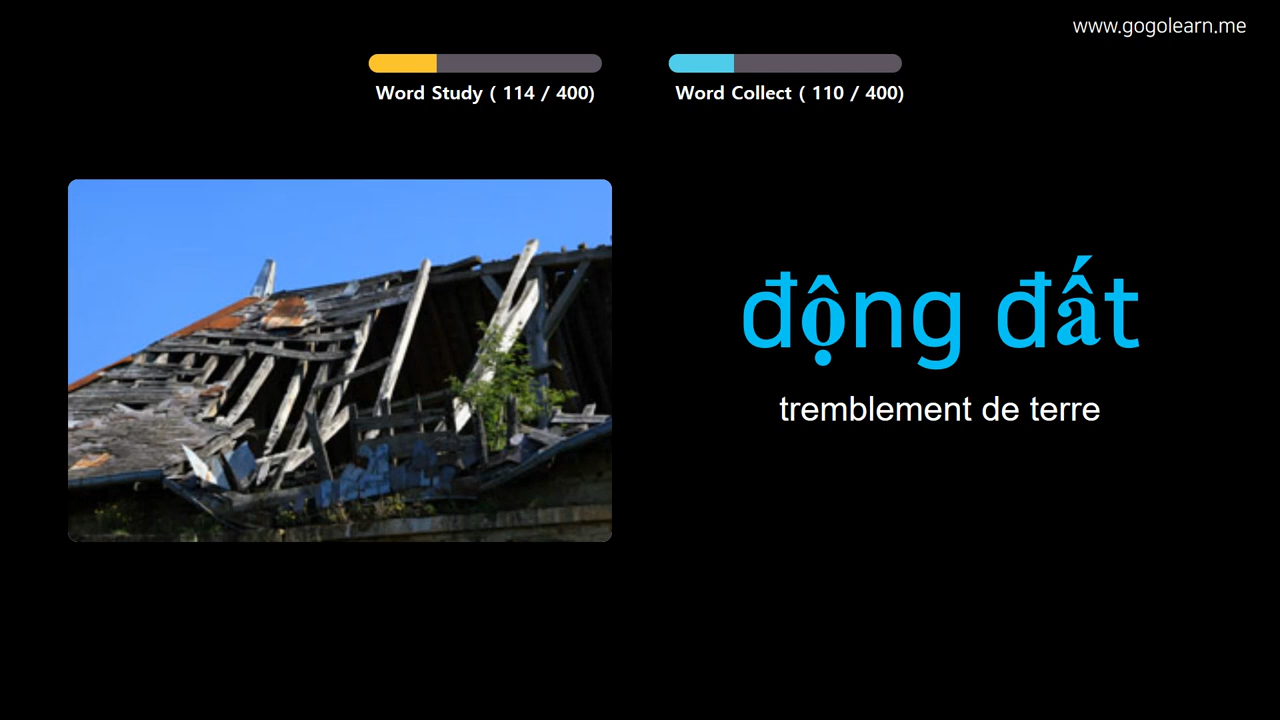 www.gogolearn.me
Word Study ( 114 / 400)
Word Collect ( 110 / 400)
động đất
tremblement de terre